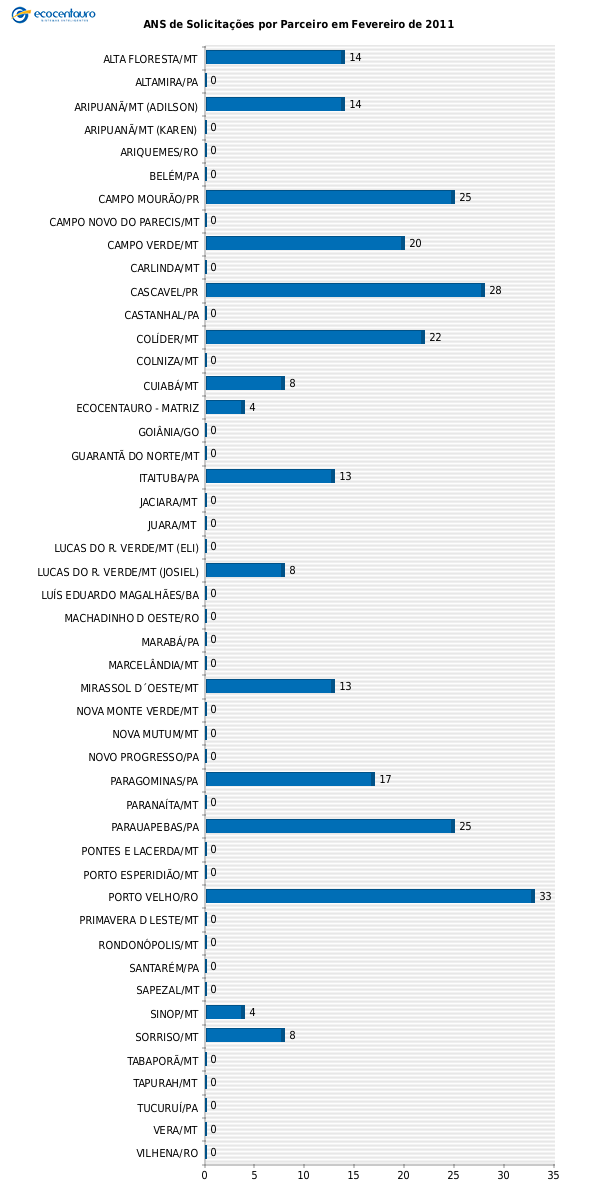 ecocentauro
ANS de Solicitações por Parceiro em Fevereiro de 2011
ALTA FLORESTA/MT 14
ALTAMIRA/PA 0
ARIPUANÃ/MT (ADILSON) 14
ARIPUANÃ/MT (KAREN) 0
ARIQUEMES/RO 0
BELÉM/PA 0
CAMPO MOURÃO/PR 25
CAMPO NOVO DO PARECIS/MT 0
CAMPO VERDE/MT 20
CARLINDA/MT 0
CASCAVEL/PR 28
CASTANHAL/PA 0
COLÍDER/MT 22
COLNIZA/MT 0
CUIABÁ/MT 8
ECOCENTAURO - MATRIZ 4
GOIÂNIA/GO 0
GUARANTÃ DO NORTE/MT 0
ITAITUBA/PA 13
JACIARA/MT 0
JUARA/MT 0
LUCAS DO R. VERDE/MT (ELI) 0
LUCAS DO R. VERDE/MT (JOSIEL) 8
LUÍS EDUARDO MAGALHÃES/BA 0
MACHADINHO D OESTE/RO 0
MARABÁ/PA 0
MARCELÂNDIA/MT 0
MIRASSOL D´OESTE/MT 13
NOVA MONTE VERDE/MT 0
NOVA MUTUM/MT 0
NOVO PROGRESSO/PA 0
PARAGOMINAS/PA 17
PARANAÍTA/MT 0
PARAUAPEBAS/PA 25
PONTES E LACERDA/MT 0
PORTO ESPERIDIÃO/MT 0
PORTO VELHO/RO 33
PRIMAVERA D LESTE/MT 0
RONDONÓPOLIS/MT 0
SANTARÉM/PA 0
SAPEZAL/MT 0
SINOP/MT 4
SORRISO/MT 8
TABAPORÃ/MT 0
TAPURAH/MT 0
TUCURUÍ/PA 0
VERA/MT 0
VILHENA/RO 0
0 5 10 15 20 25 30 35